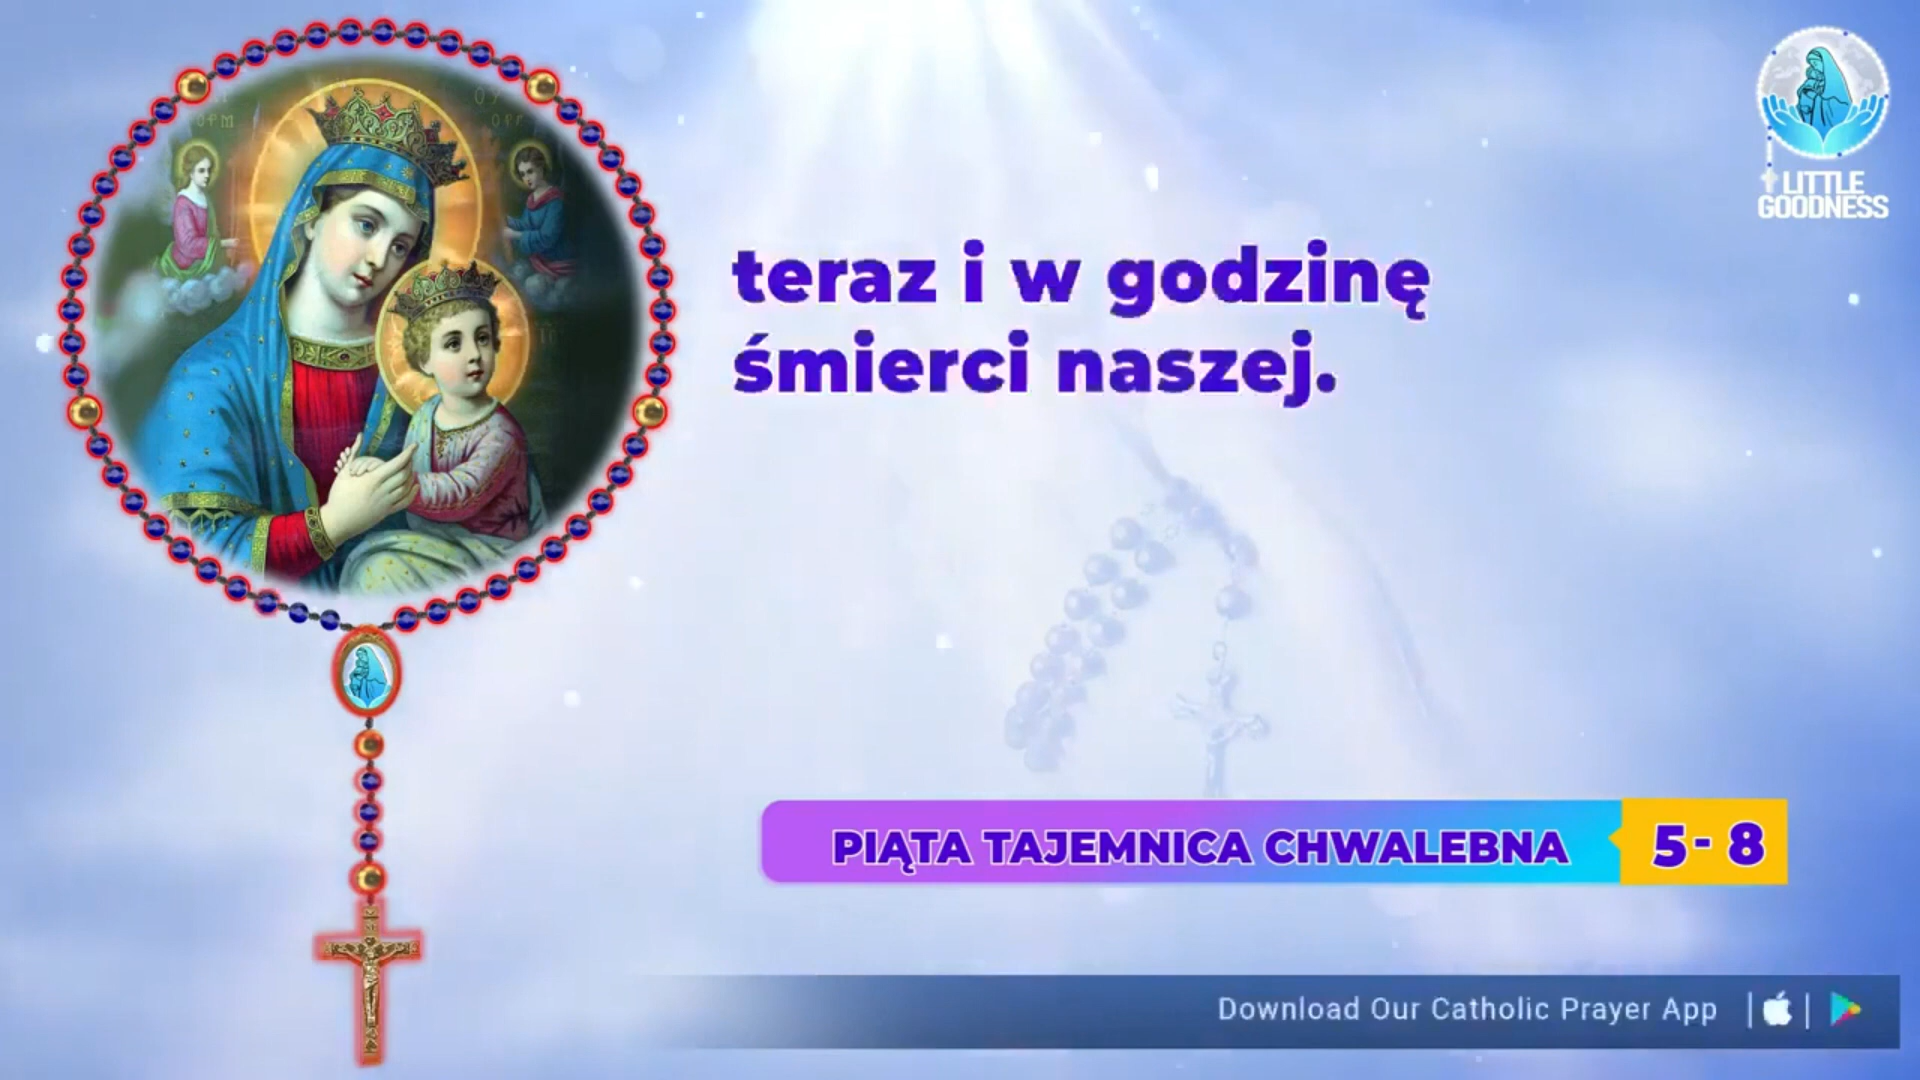 LITTLE
GOODNESS
teraz i w godzinę
śmierci naszej.
PIĄTA TAJEMNICA CHWALEBNA
5 - 8
Download Our Catholic Prayer App